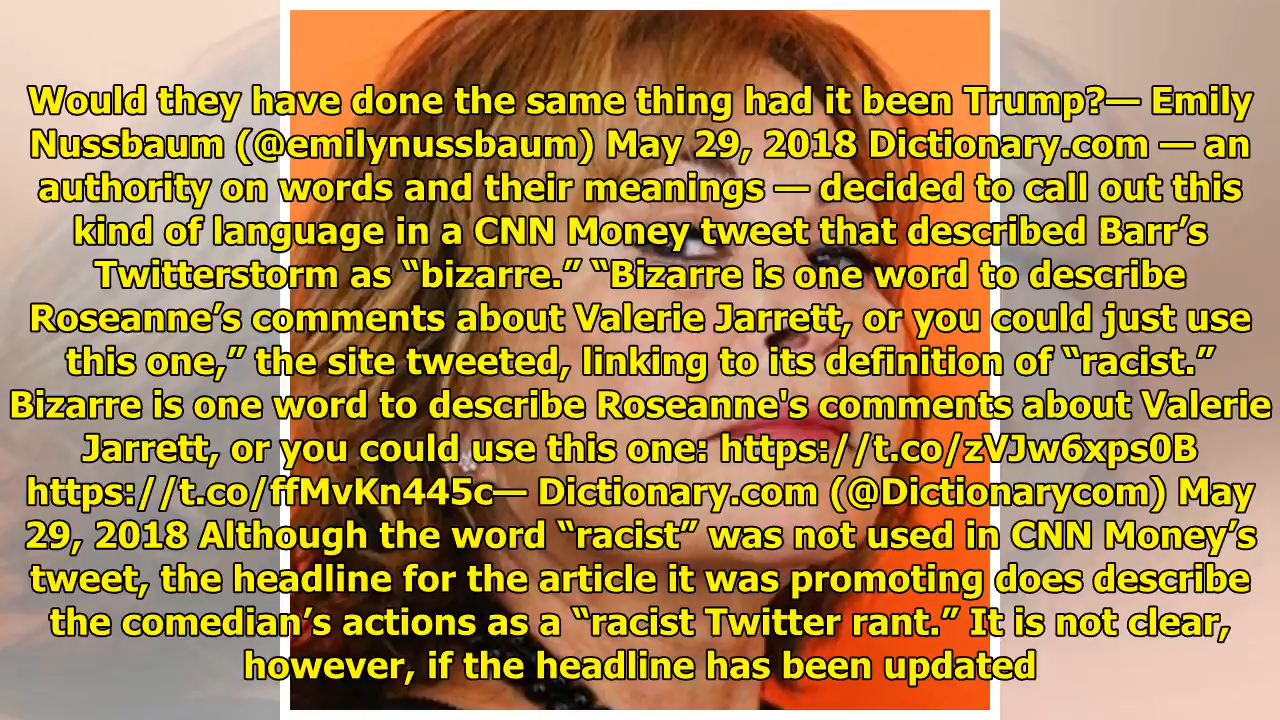 Would they have done the same thing had it been Trump?— Emily
Nussbaum (@emilynussbaum) May 29, 2018 Dictionary.com — an
authority on words and their meanings — decided to call out this
kind of language in a CNN Money tweet that described Barr’s
Twitterstorm as “bizarre.” “Bizarre is one word to describe
Roseanne’s comments about Valerie Jarrett, or you could just use
this one,” the site tweeted, linking to its definition of “racist.”
Bizarre is one word to describe Roseanne's comments about Valerie
Jarrett, or you could use this one: https://t.co/zVJw6xps0B
https://t.co/ffMvKn445c— Dictionary.com (@Dictionarycom) May
29, 2018 Although the word “racist” was not used in CNN Money’s
tweet, the headline for the article it was promoting does describe
the comedian’s actions as a “racist Twitter rant.” It is not clear,
however, if the headline has been updated